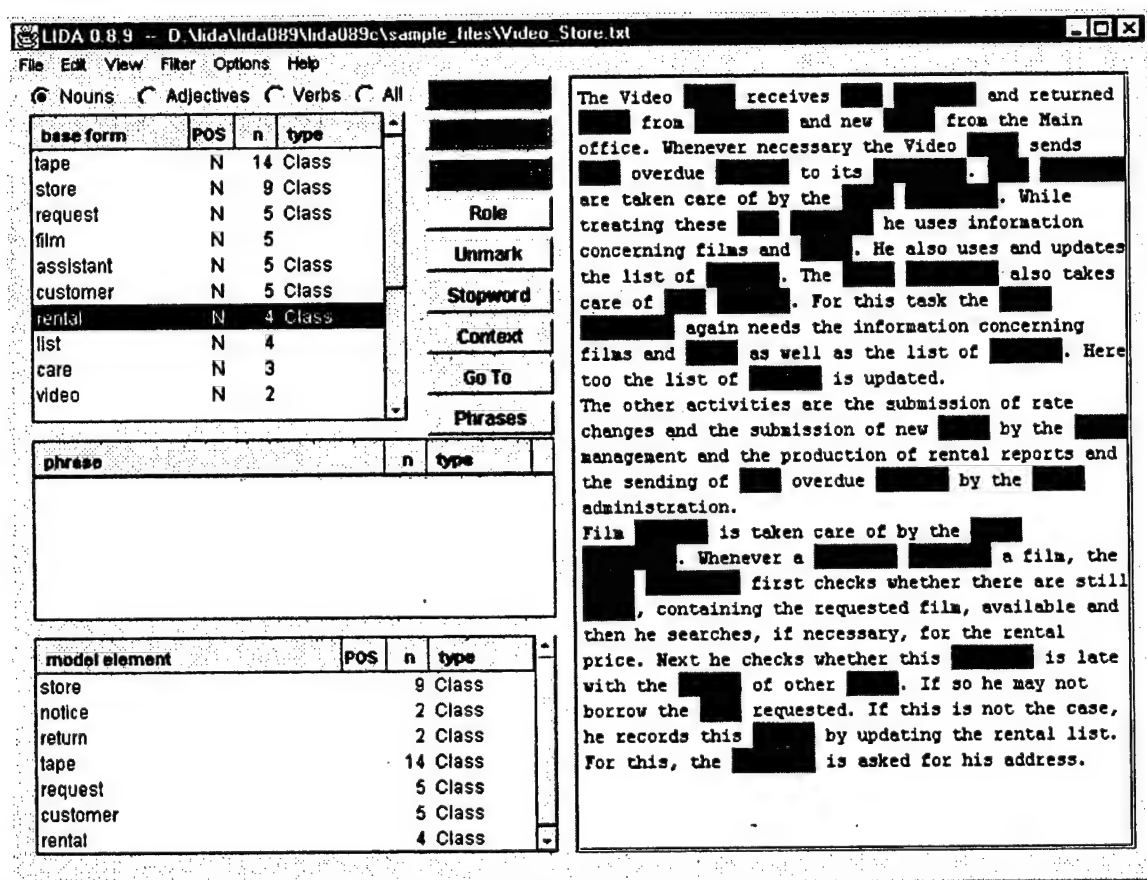 LIDA 0.8.9 -- D:\lida\lida089\lida089c\sample_files\Video_Store.txt
File Edit View Filter Options Help
Nouns Adjectives Verbs All
base form POS n type
tape N 14 Class
store N 9 Class
request N 5 Class
film N 5
assistant N 5 Class
customer N 5 Class
rental N 4 Class
list N 4
care N 3
video N 2
Role
Unmark
Stopword
Context
Go To
Phrases
phrase n type
model element POS n type
store 9 Class
notice 2 Class
return 2 Class
tape 14 Class
request 5 Class
customer 5 Class
rental 4 Class
The Video receives and returned
from and new from the Main
office. Whenever necessary the Video sends
overdue to its .
are taken care of by the . While
treating these he uses information
concerning films and . He also uses and updates
the list of . The also takes
care of . For this task the
again needs the information concerning
films and as well as the list of . Here
too the list of is updated.
The other activities are the submission of rate
changes and the submission of new by the
management and the production of rental reports and
the sending of overdue by the
administration.
Film is taken care of by the
. Whenever a a film, the
first checks whether there are still
, containing the requested film, available and
then he searches, if necessary, for the rental
price. Next he checks whether this is late
with the of other . If so he may not
borrow the requested. If this is not the case,
he records this by updating the rental list.
For this, the is asked for his address.